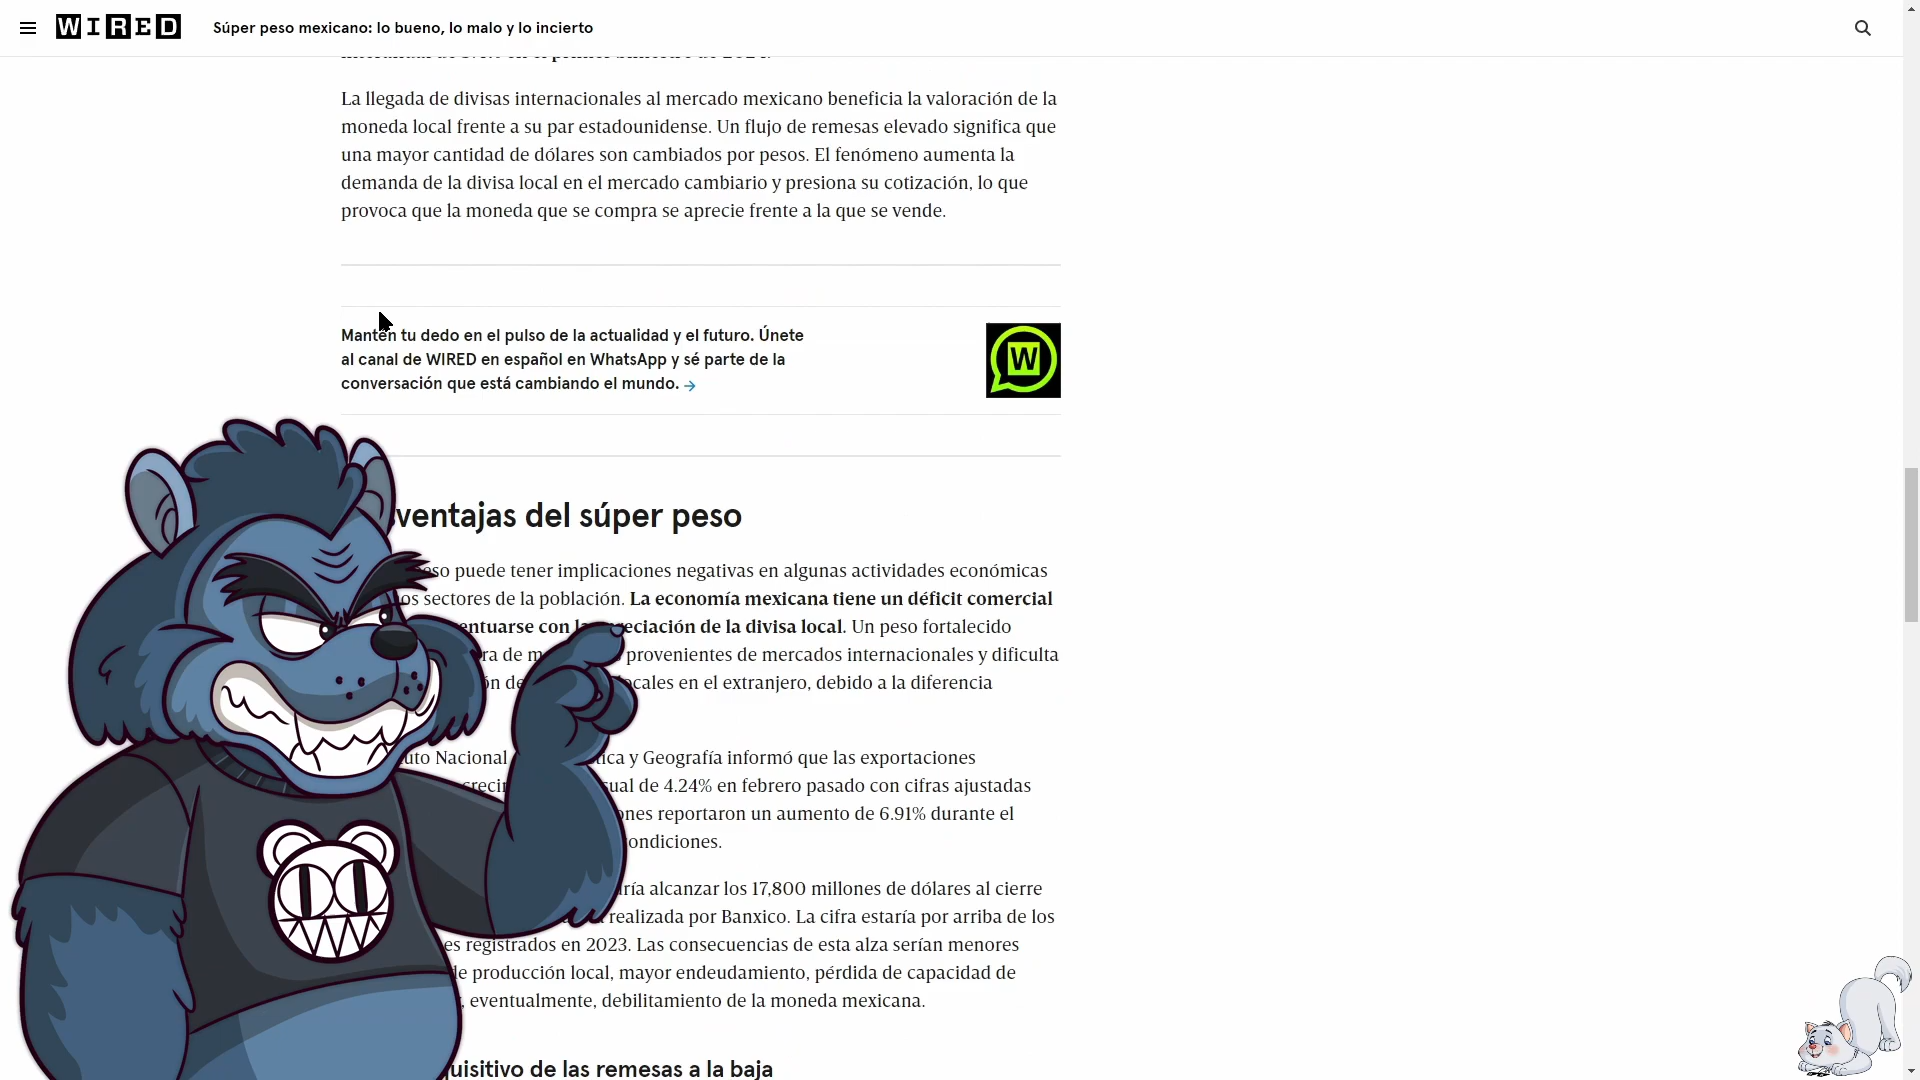 WIRED
Súper peso mexicano: lo bueno, lo malo y lo incierto
La llegada de divisas internacionales al mercado mexicano beneficia la valoración de la
moneda local frente a su par estadounidense. Un flujo de remesas elevado significa que
una mayor cantidad de dólares son cambiados por pesos. El fenómeno aumenta la
demanda de la divisa local en el mercado cambiario y presiona su cotización, lo que
provoca que la moneda que se compra se aprecie frente a la que se vende.
Mantén tu dedo en el pulso de la actualidad y el futuro. Únete
al canal de WIRED en español en WhatsApp y sé parte de la
conversación que está cambiando el mundo. →
W
ventajas del súper peso
eso puede tener implicaciones negativas en algunas actividades económicas
os sectores de la población. La economía mexicana tiene un déficit comercial
entuarse con la reciación de la divisa local. Un peso fortalecido
ra de m provenientes de mercados internacionales y dificulta
ón de locales en el extranjero, debido a la diferencia
uto Nacional tica y Geografía informó que las exportaciones
crecin sual de 4.24% en febrero pasado con cifras ajustadas
ones reportaron un aumento de 6.91% durante el
condiciones.
ría alcanzar los 17,800 millones de dólares al cierre
realizada por Banxico. La cifra estaría por arriba de los
es registrados en 2023. Las consecuencias de esta alza serían menores
de producción local, mayor endeudamiento, pérdida de capacidad de
, eventualmente, debilitamiento de la moneda mexicana.
uisitivo de las remesas a la baja